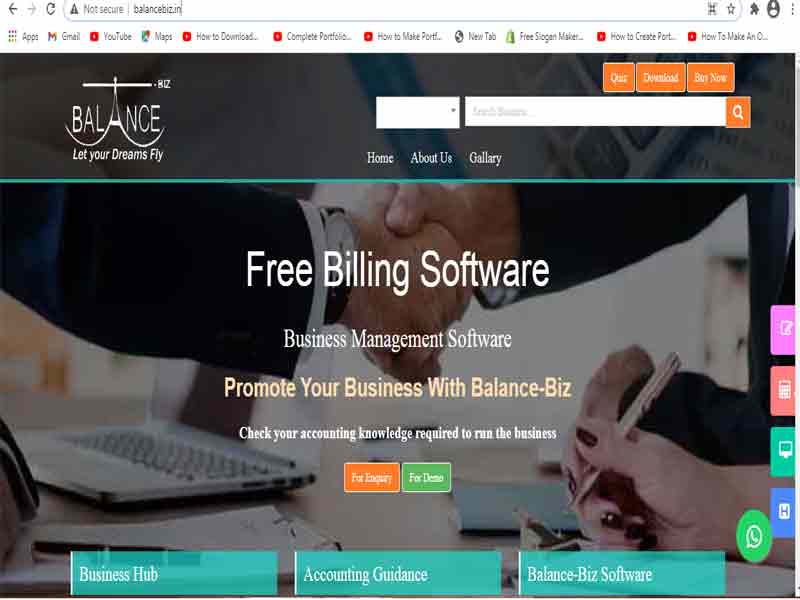 Not secure | balancebiz.in
Apps Gmail YouTube Maps How to Download... Complete Portfolio... How to Make Portf... New Tab Free Slogan Maker... How to Create Port... How To Make An O...
Quiz Download Buy Now
- BIZ
BALANCE
Let your Dreams Fly
Search Business...
Home About Us Gallary
Free Billing Software
Business Management Software
Promote Your Business With Balance-Biz
Check your accounting knowledge required to run the business
For Enquiry For Demo
Business Hub Accounting Guidance Balance-Biz Software